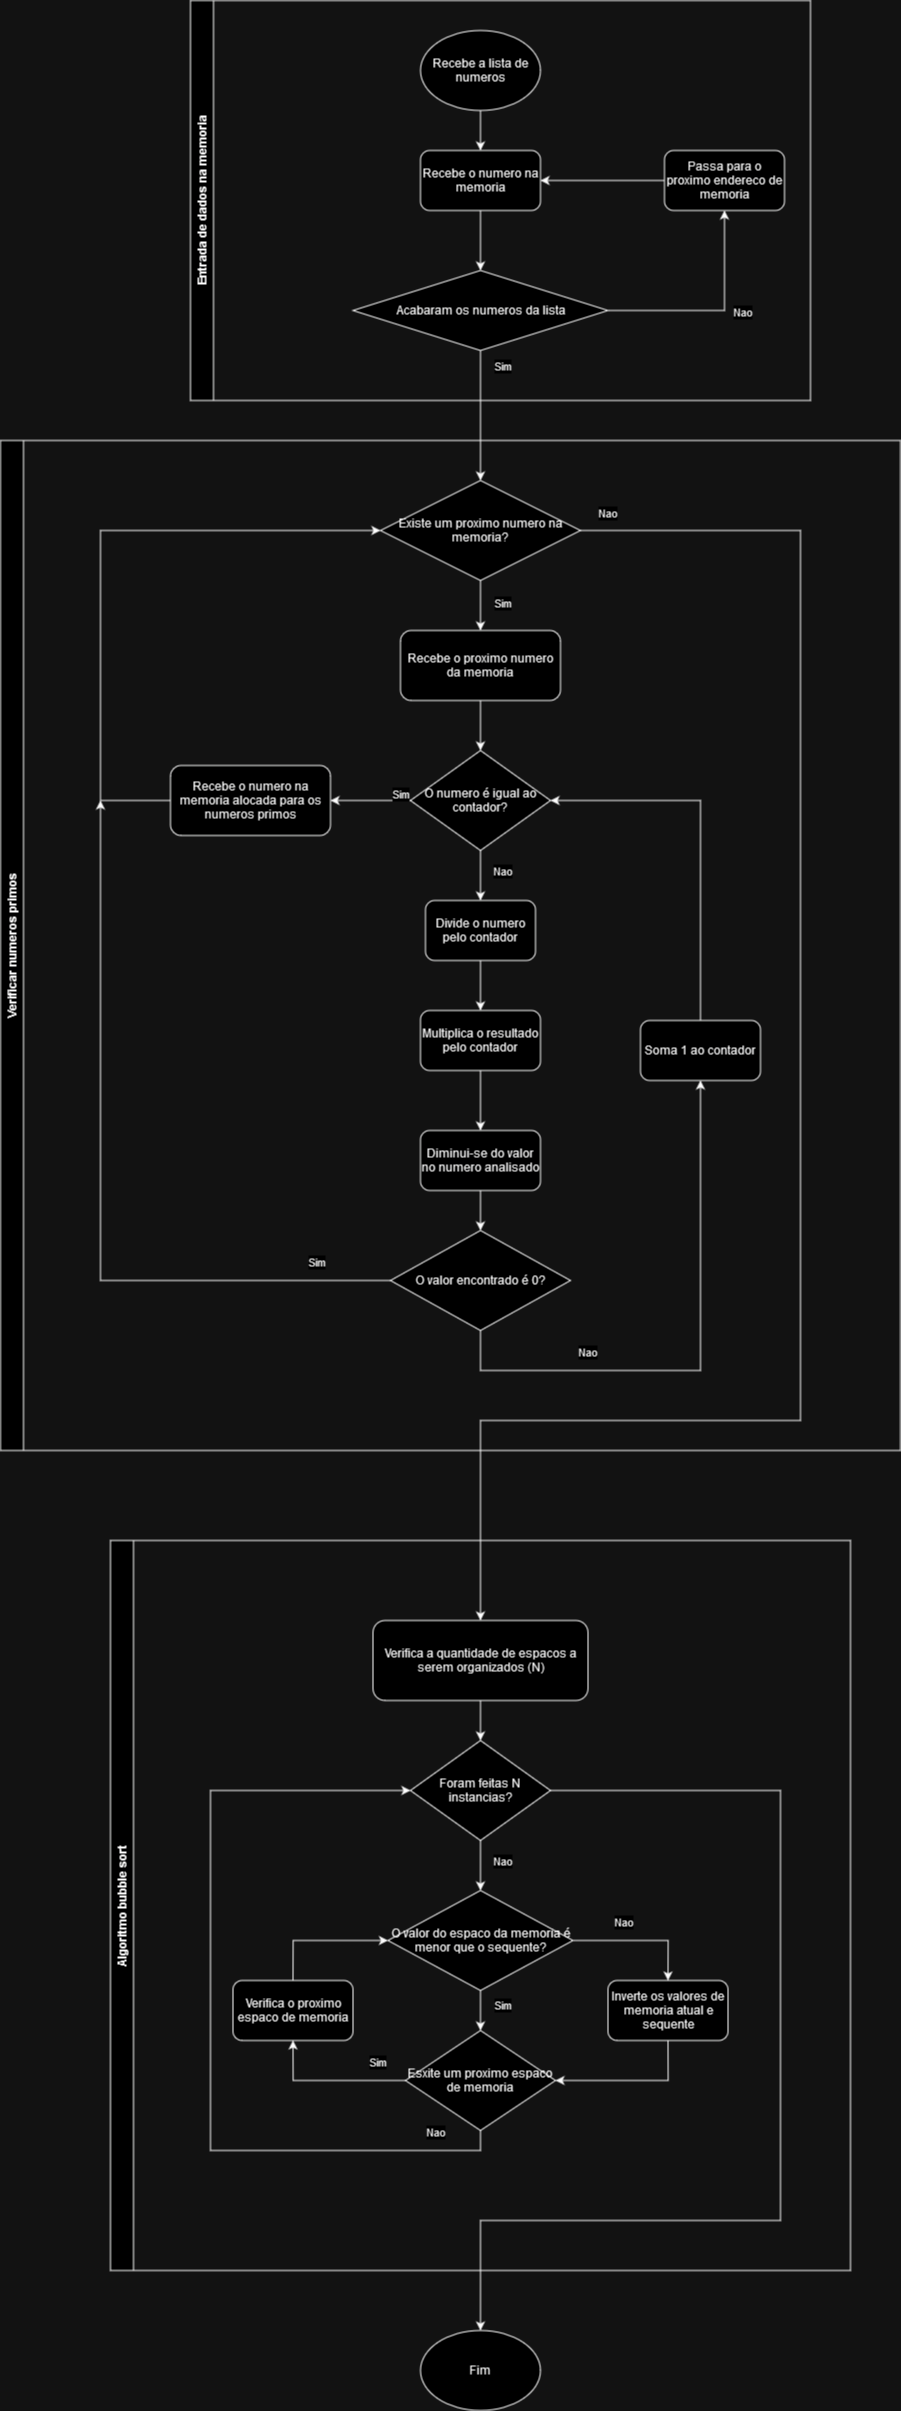 Entrada de dados na memoria
Recebe a lista de
numeros
Recebe o numero na
memoria
Passa para o
proximo endereco de
memoria
Acabaram os numeros da lista
Nao
Sim
Verificar numeros primos
Existe um proximo numero na
memoria?
Nao
Sim
Recebe o proximo numero
da memoria
O numero é igual ao
contador?
Sim
Recebe o numero na
memoria alocada para os
numeros primos
Nao
Divide o numero
pelo contador
Multiplica o resultado
pelo contador
Soma 1 ao contador
Diminui-se do valor
no numero analisado
O valor encontrado é 0?
Sim
Nao
Algoritmo bubble sort
Verifica a quantidade de espacos a
serem organizados (N)
Foram feitas N
instancias?
Nao
O valor do espaco da memoria é
menor que o sequente?
Nao
Sim
Verifica o proximo
espaco de memoria
Inverte os valores de
memoria atual e
sequente
Esxite um proximo espaco
de memoria
Sim
Nao
Fim